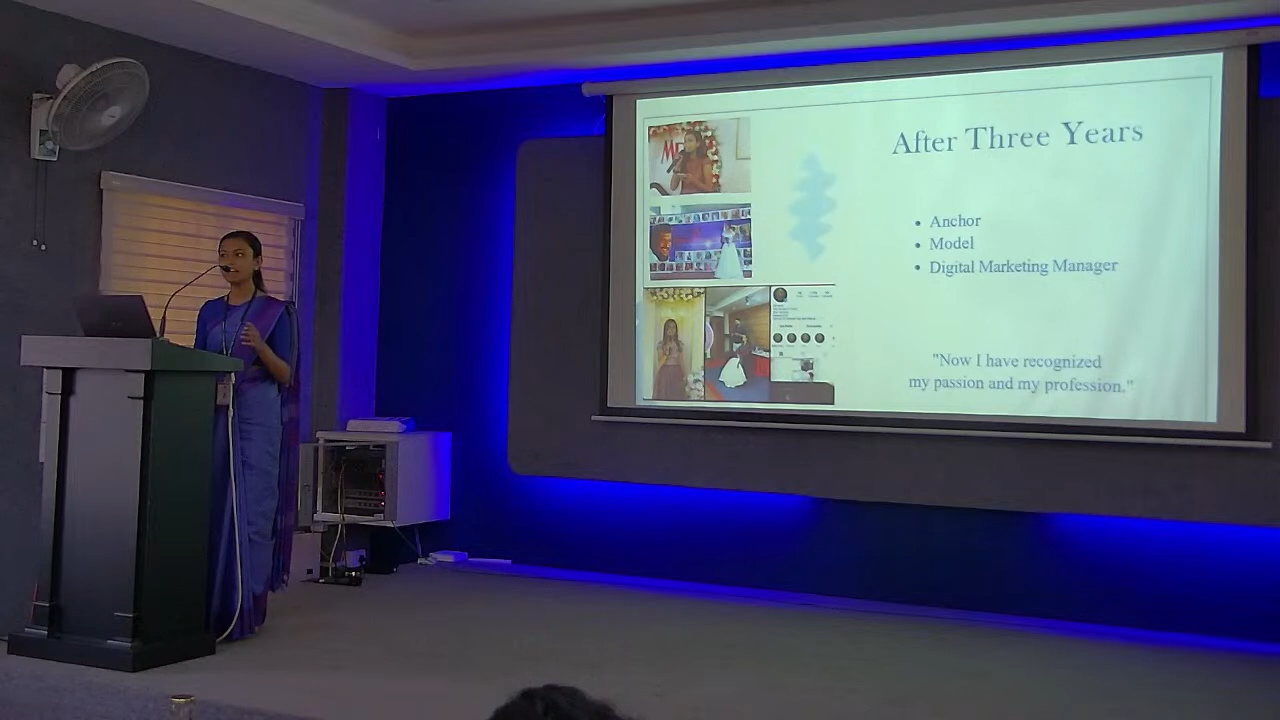 After Three Years
• Anchor
• Model
• Digital Marketing Manager
"Now I have recognized
my passion and my profession."